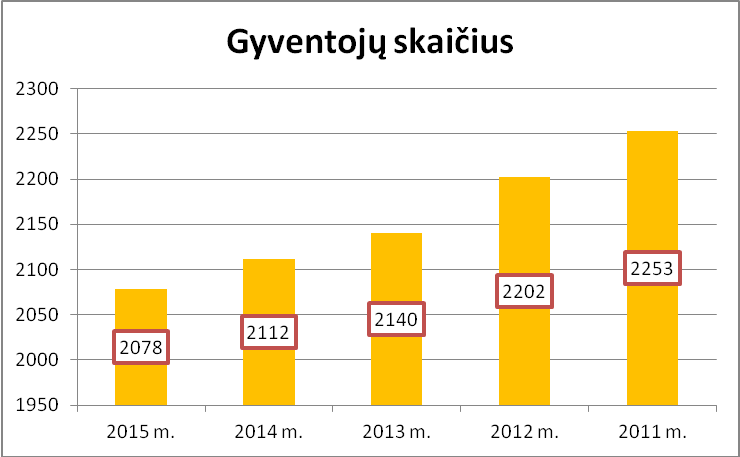 Gyventojų skaičius
2300
2250
2200
2150
2100
2050
2000
1950
2078
2112
2140
2202
2253
2015 m.
2014 m.
2013 m.
2012 m.
2011 m.